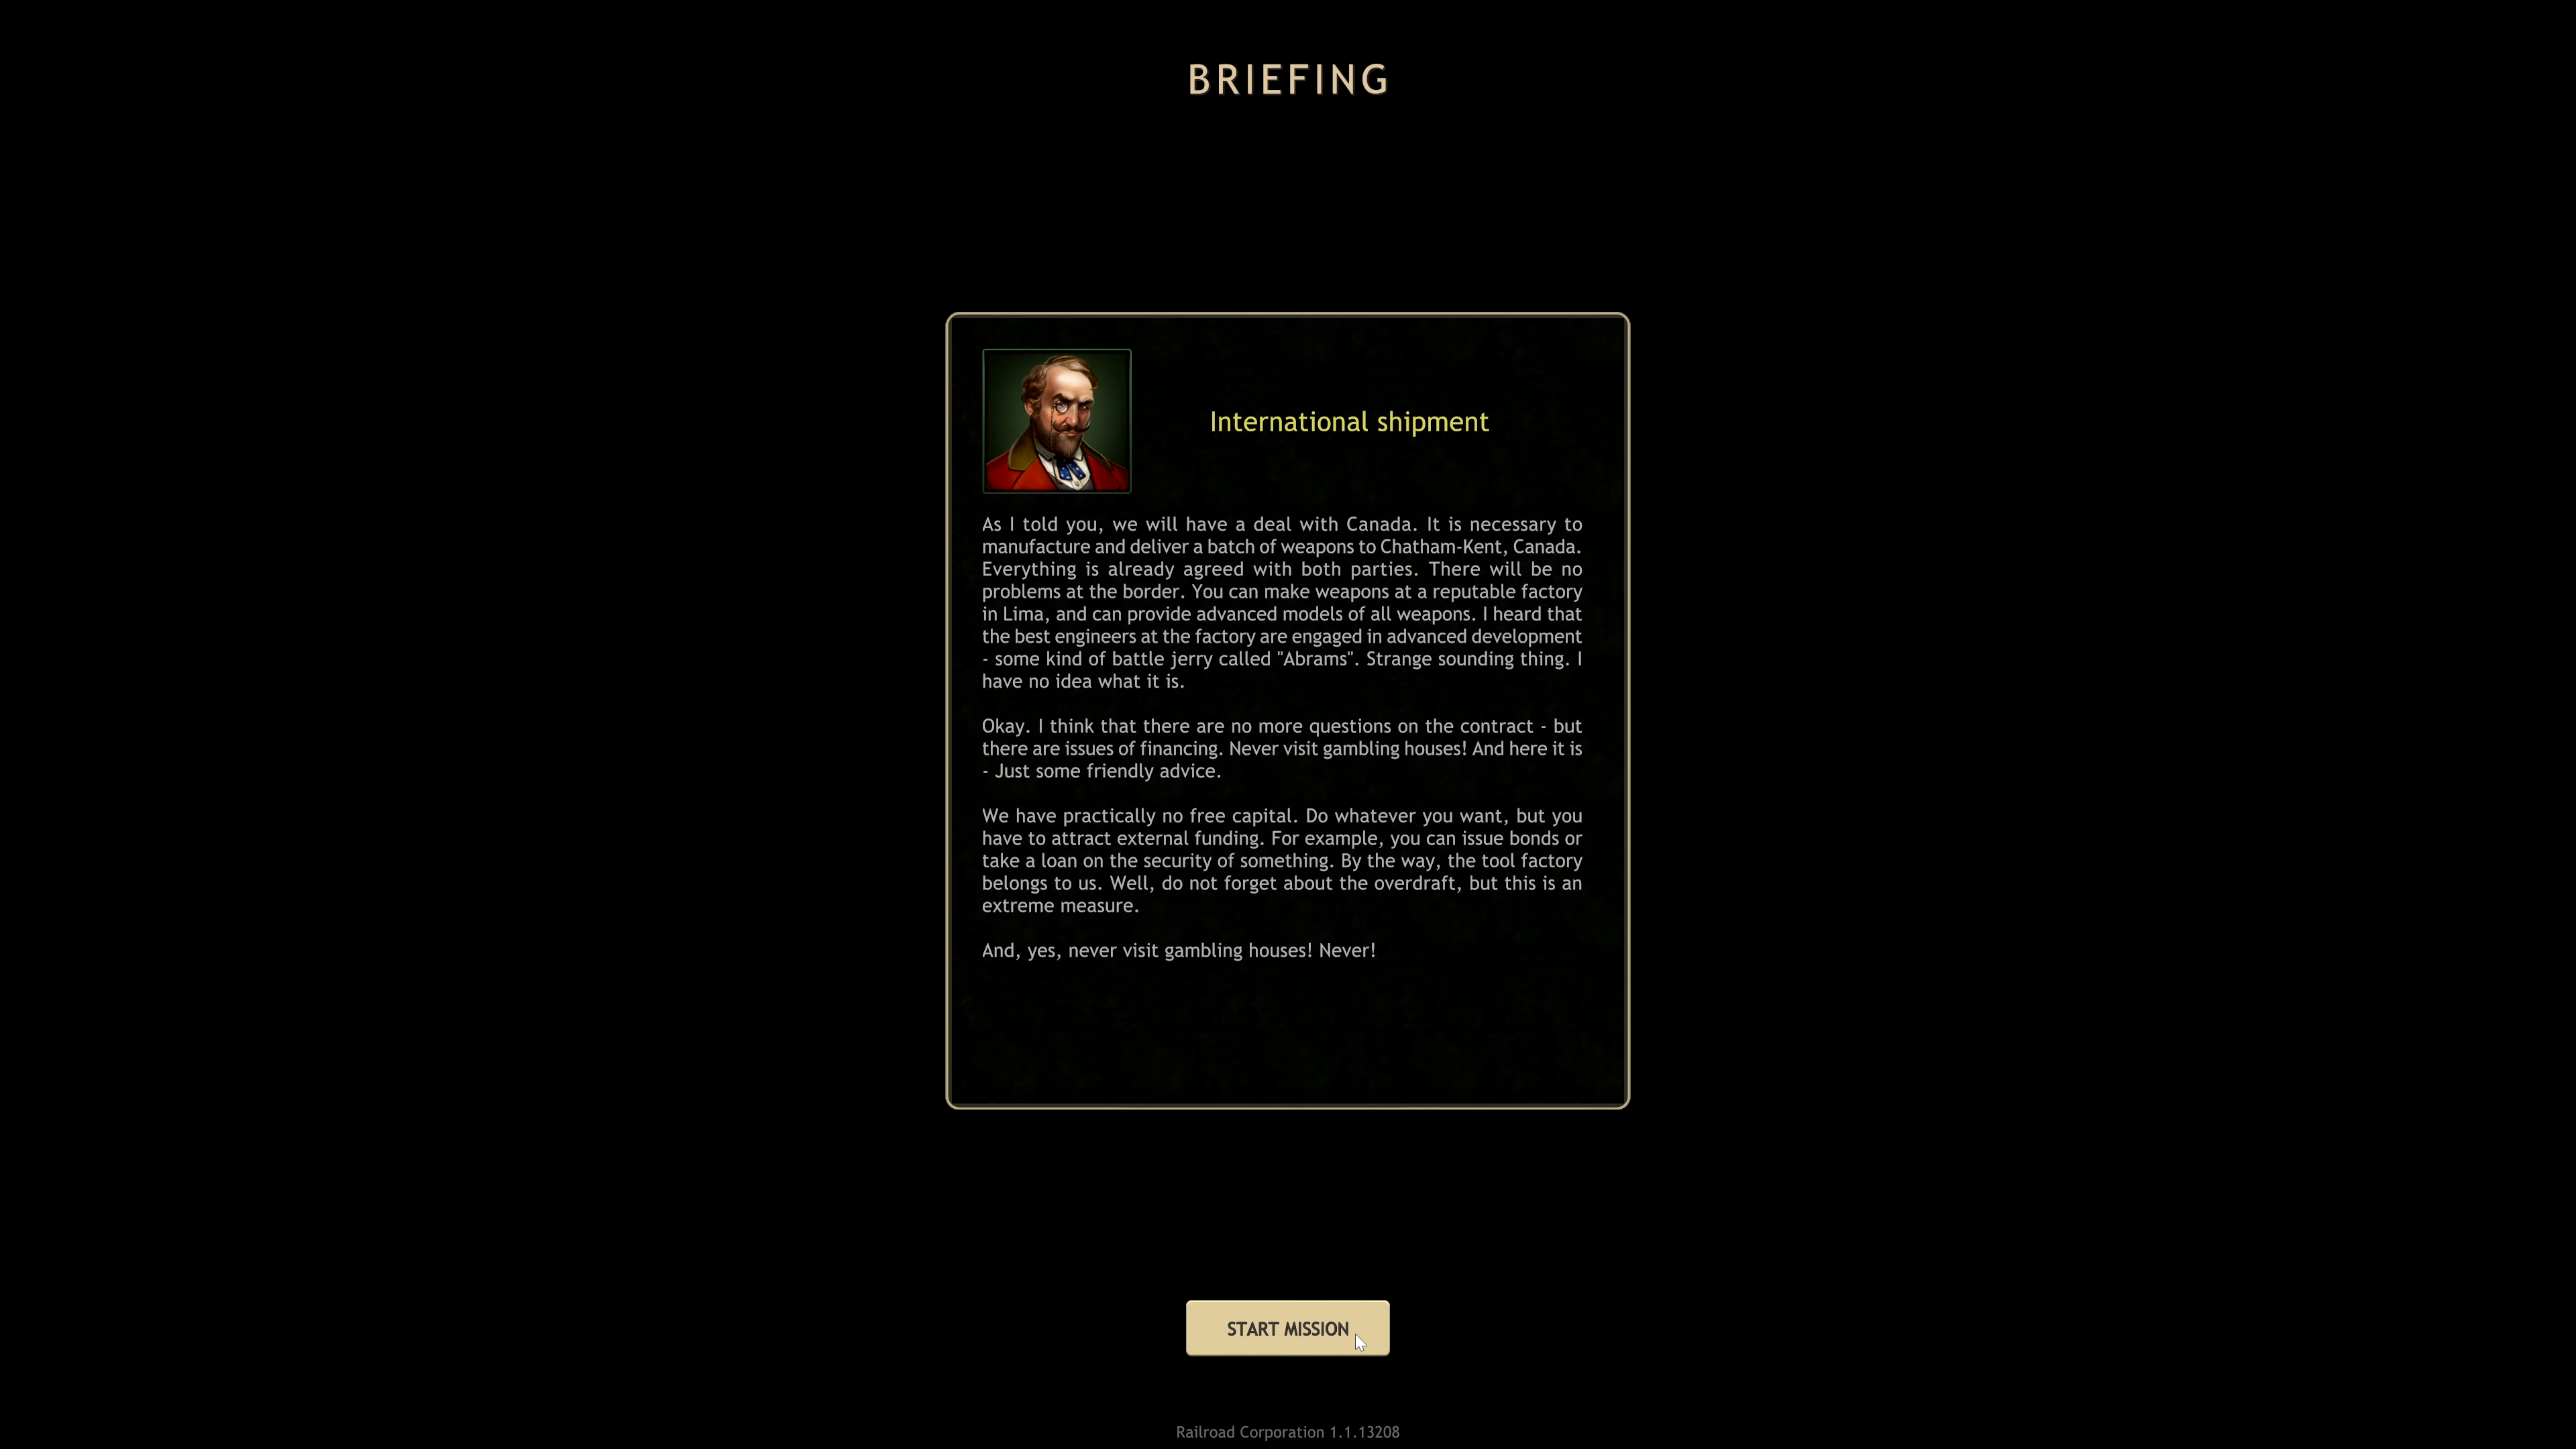 BRIEFING
International shipment
As I told you, we will have a deal with Canada. It is necessary to
manufacture and deliver a batch of weapons to Chatham-Kent, Canada.
Everything is already agreed with both parties. There will be no
problems at the border. You can make weapons at a reputable factory
in Lima, and can provide advanced models of all weapons. I heard that
the best engineers at the factory are engaged in advanced development
- some kind of battle jerry called "Abrams". Strange sounding thing. I
have no idea what it is.
Okay. I think that there are no more questions on the contract - but
there are issues of financing. Never visit gambling houses! And here it is
- Just some friendly advice.
We have practically no free capital. Do whatever you want, but you
have to attract external funding. For example, you can issue bonds or
take a loan on the security of something. By the way, the tool factory
belongs to us. Well, do not forget about the overdraft, but this is an
extreme measure.
And, yes, never visit gambling houses! Never!
START MISSION
Railroad Corporation 1.1.13208